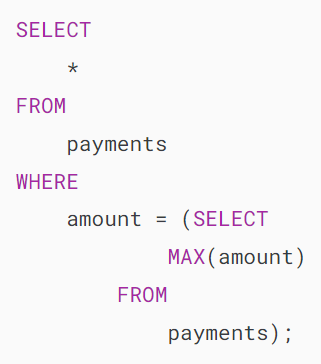 SELECT
    *
FROM
    payments
WHERE
    amount = (SELECT
            MAX(amount)
        FROM
            payments);